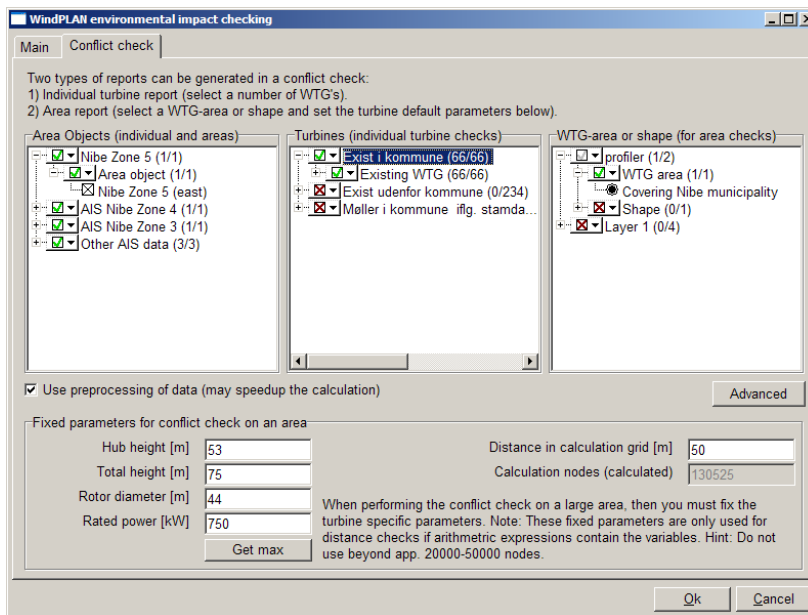 WindPLAN environmental impact checking
Main
Conflict check
Two types of reports can be generated in a conflict check:
1) Individual turbine report (select a number of WTG's).
2) Area report (select a WTG-area or shape and set the turbine default parameters below).
Area Objects (individual and areas)
Nibe Zone 5 (1/1)
Area object (1/1)
Nibe Zone 5 (east)
AIS Nibe Zone 4 (1/1)
AIS Nibe Zone 3 (1/1)
Other AIS data (3/3)
Turbines (individual turbine checks)
Exist i kommune (66/66)
Existing WTG (66/66)
Exist udenfor kommune (0/234)
Møller i kommune iflg. stamda...
WTG-area or shape (for area checks)
profiler (1/2)
WTG area (1/1)
Covering Nibe municipality
Shape (0/1)
Layer 1 (0/4)
Use preprocessing of data (may speedup the calculation)
Advanced
Fixed parameters for conflict check on an area
Hub height [m] 53
Total height [m] 75
Rotor diameter [m] 44
Rated power [kW] 750
Get max
Distance in calculation grid [m] 50
Calculation nodes (calculated) 130525
When performing the conflict check on a large area, then you must fix the
turbine specific parameters. Note: These fixed parameters are only used for
distance checks if arithmetic expressions contain the variables. Hint: Do not
use beyond app. 20000-50000 nodes.
Ok
Cancel